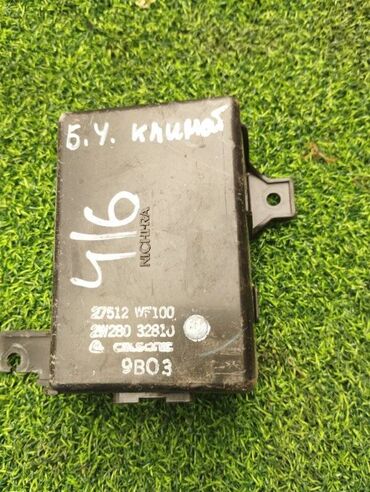 Б.У. климат
416
NICHIRA
27512 WF100
2W280 32810
CALSONIC
9B03